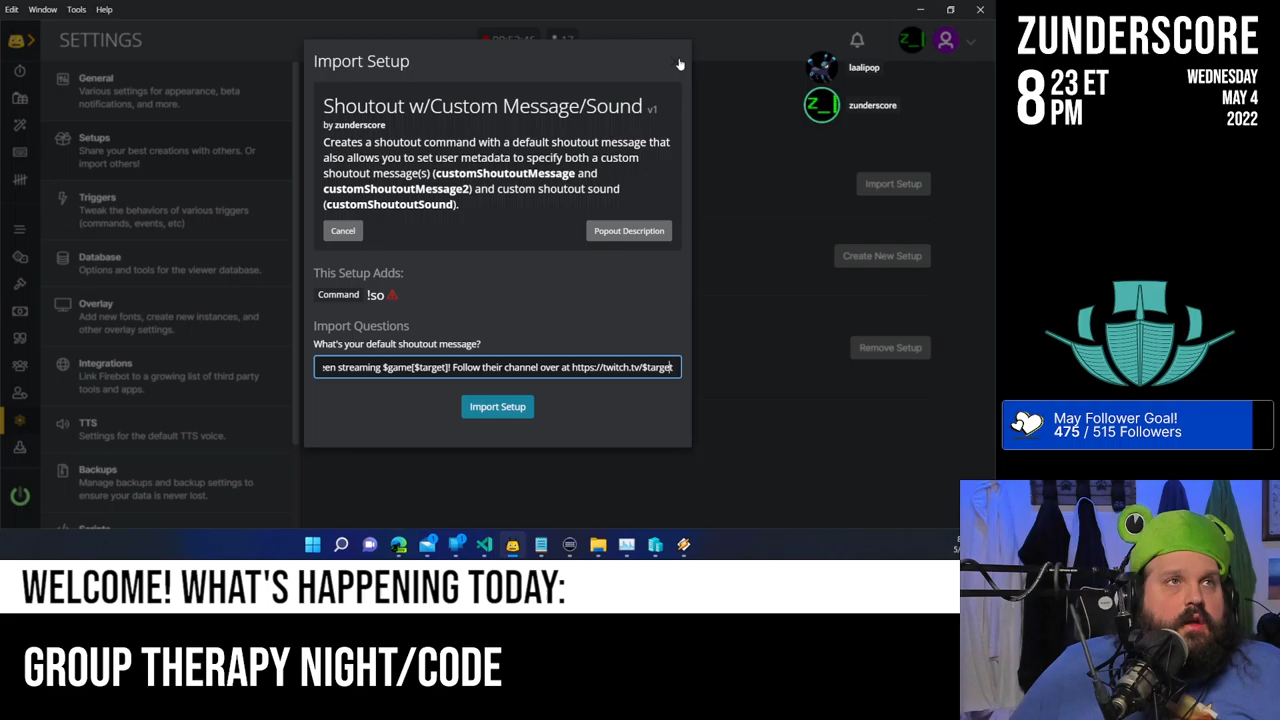 Edit Window Tools Help
SETTINGS
General
Various settings for appearance, beta
notifications, and more.
Setups
Share your best creations with others. Or
import others!
Triggers
Tweak the behaviors of various triggers
(commands, events, etc)
Database
Options and tools for the viewer database.
Overlay
Add new fonts, create new instances, and
other overlay settings.
Integrations
Link Firebot to a growing list of third party
tools and apps.
TTS
Settings for the default TTS voice.
Backups
Manage backups and backup settings to
ensure your data is never lost.
Import Setup
Shoutout w/Custom Message/Sound v1
by zunderscore
Creates a shoutout command with a default shoutout message that
also allows you to set user metadata to specify both a custom
shoutout message(s) (customShoutoutMessage and
customShoutoutMessage2) and custom shoutout sound
(customShoutoutSound).
Cancel
Popout Description
This Setup Adds:
Command !so
Import Questions
What's your default shoutout message?
en streaming $game[$target]! Follow their channel over at https://twitch.tv/$target
Import Setup
z_
laalipop
z_
zunderscore
Import Setup
Create New Setup
Remove Setup
ZUNDERSCORE
8 23 ET
PM
WEDNESDAY
MAY 4
2022
May Follower Goal!
475 / 515 Followers
WELCOME! WHAT'S HAPPENING TODAY:
GROUP THERAPY NIGHT/CODE